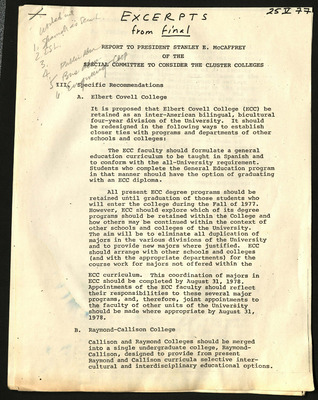 EXCERPTS
from Final
25 V 77
REPORT TO PRESIDENT STANLEY E. McCAFFREY
OF THE
SPECIAL COMMITTEE TO CONSIDER THE CLUSTER COLLEGES
XIII. Specific Recommendations
A. Elbert Covell College
It is proposed that Elbert Covell College (ECC) be
retained as an inter-American bilingual, bicultural
four-year division of the University. It should
be redesigned in the following ways to establish
closer ties with programs and departments of other
schools and colleges:
The ECC faculty should formulate a general
education curriculum to be taught in Spanish and
to conform with the all-University requirement.
Students who complete the General Education program
in that manner should have the option of graduating
with an ECC diploma.
All present ECC degree programs should be
retained until graduation of those students who
will enter the college during the Fall of 1977.
However, ECC should explore which of its degree
programs should be retained within the College and
how others may be continued within the context of
other schools and colleges of the University.
The aim will be to eliminate all duplication of
majors in the various divisions of the University
and to provide new majors where justified. ECC
should arrange with other schools and colleges
(and with the appropriate departments) for the
course work for majors not offered within the
ECC curriculum. This coordination of majors in
ECC should be completed by August 31, 1978.
Appointments of the ECC faculty should reflect
their responsibilities to these several major
programs, and, therefore, joint appointments to
the faculty of other units of the University
should be made where appropriate by August 31,
1978.
B. Raymond-Callison College
Callison and Raymond Colleges should be merged
into a single undergraduate college, Raymond-
Callison, designed to provide from present
Raymond and Callison curricula selective inter-
cultural and interdisciplinary educational options.